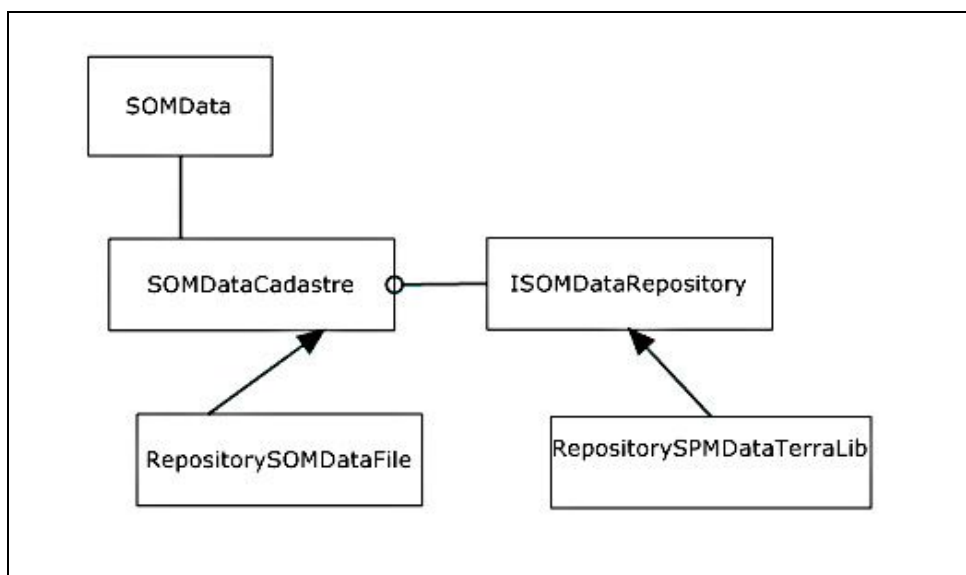 SOMData
SOMDataCadastre
ISOMDataRepository
RepositorySOMDataFile
RepositorySPMDataTerraLib